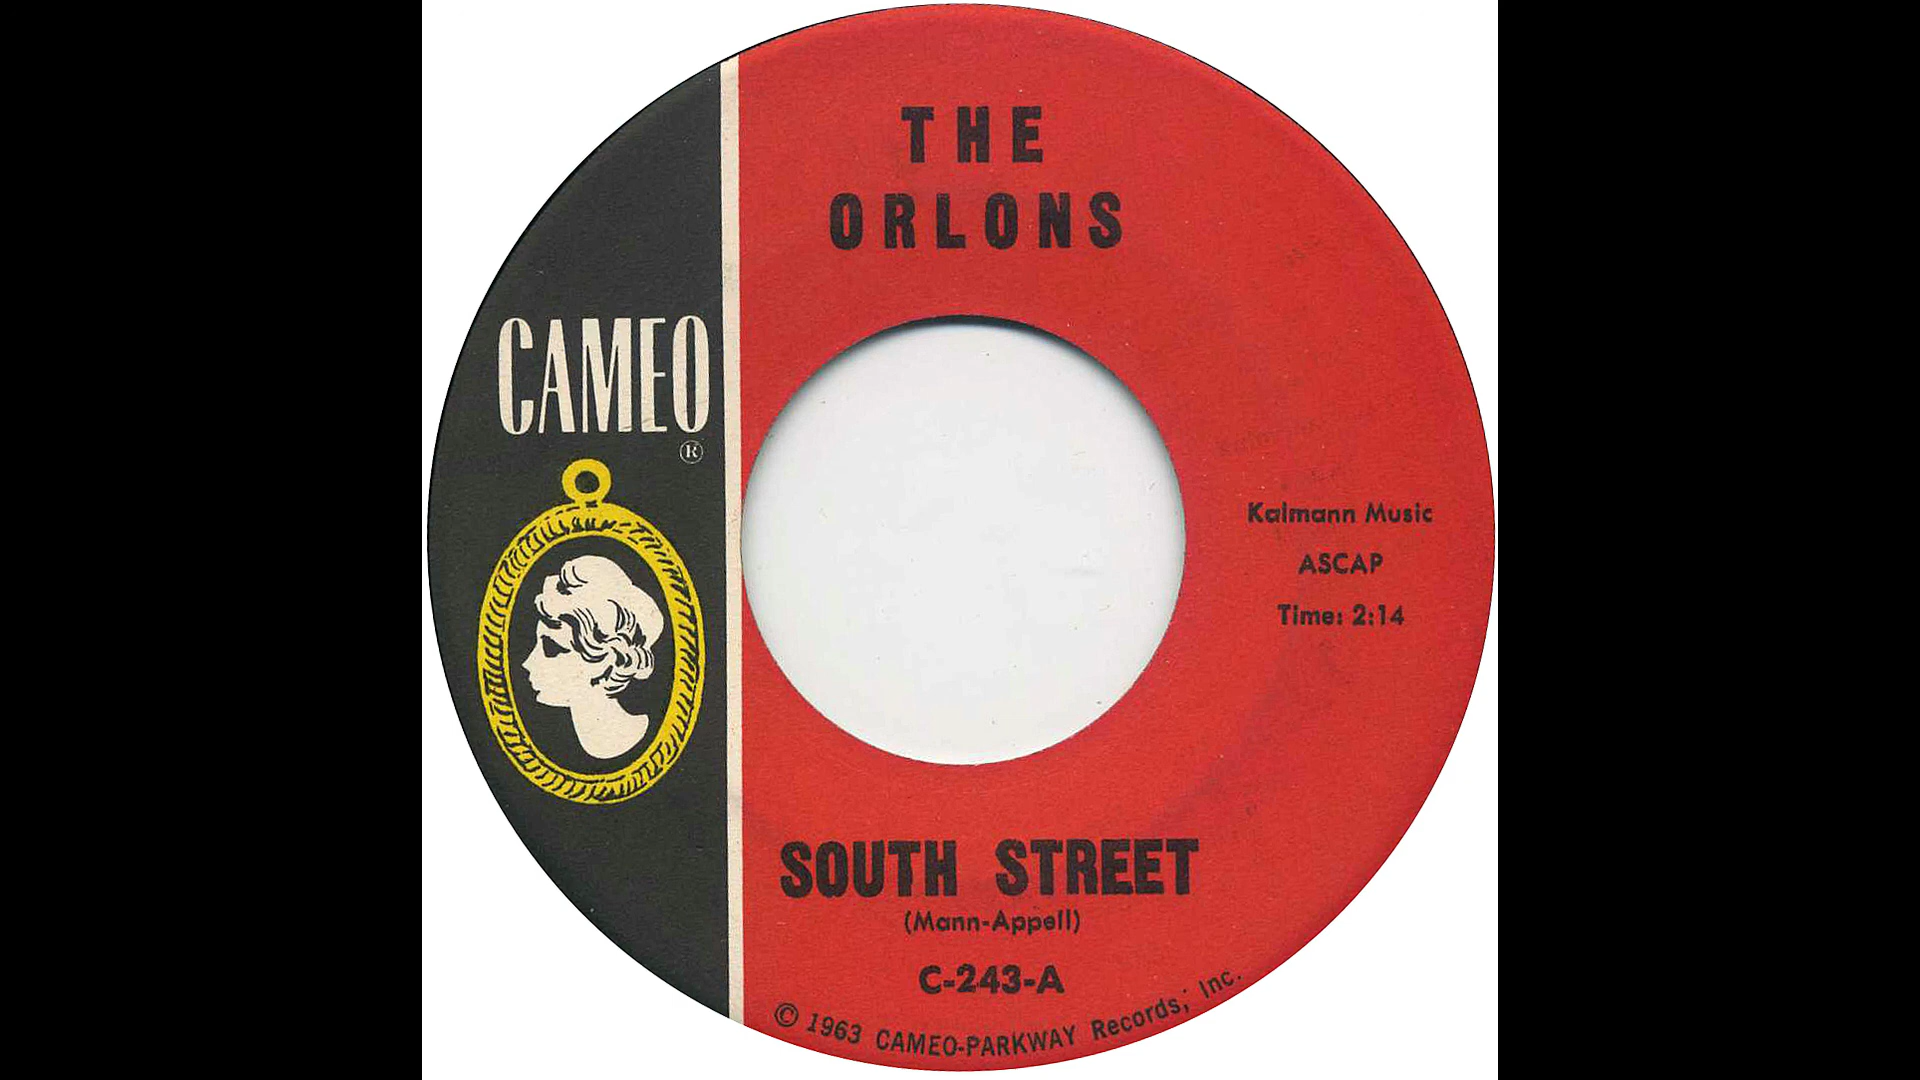 THE
ORLONS
CAMEO
®
Kalmann Music
ASCAP
Time: 2:14
SOUTH STREET
(Mann-Appell)
C-243-A
© 1963 CAMEO-PARKWAY Records, Inc.